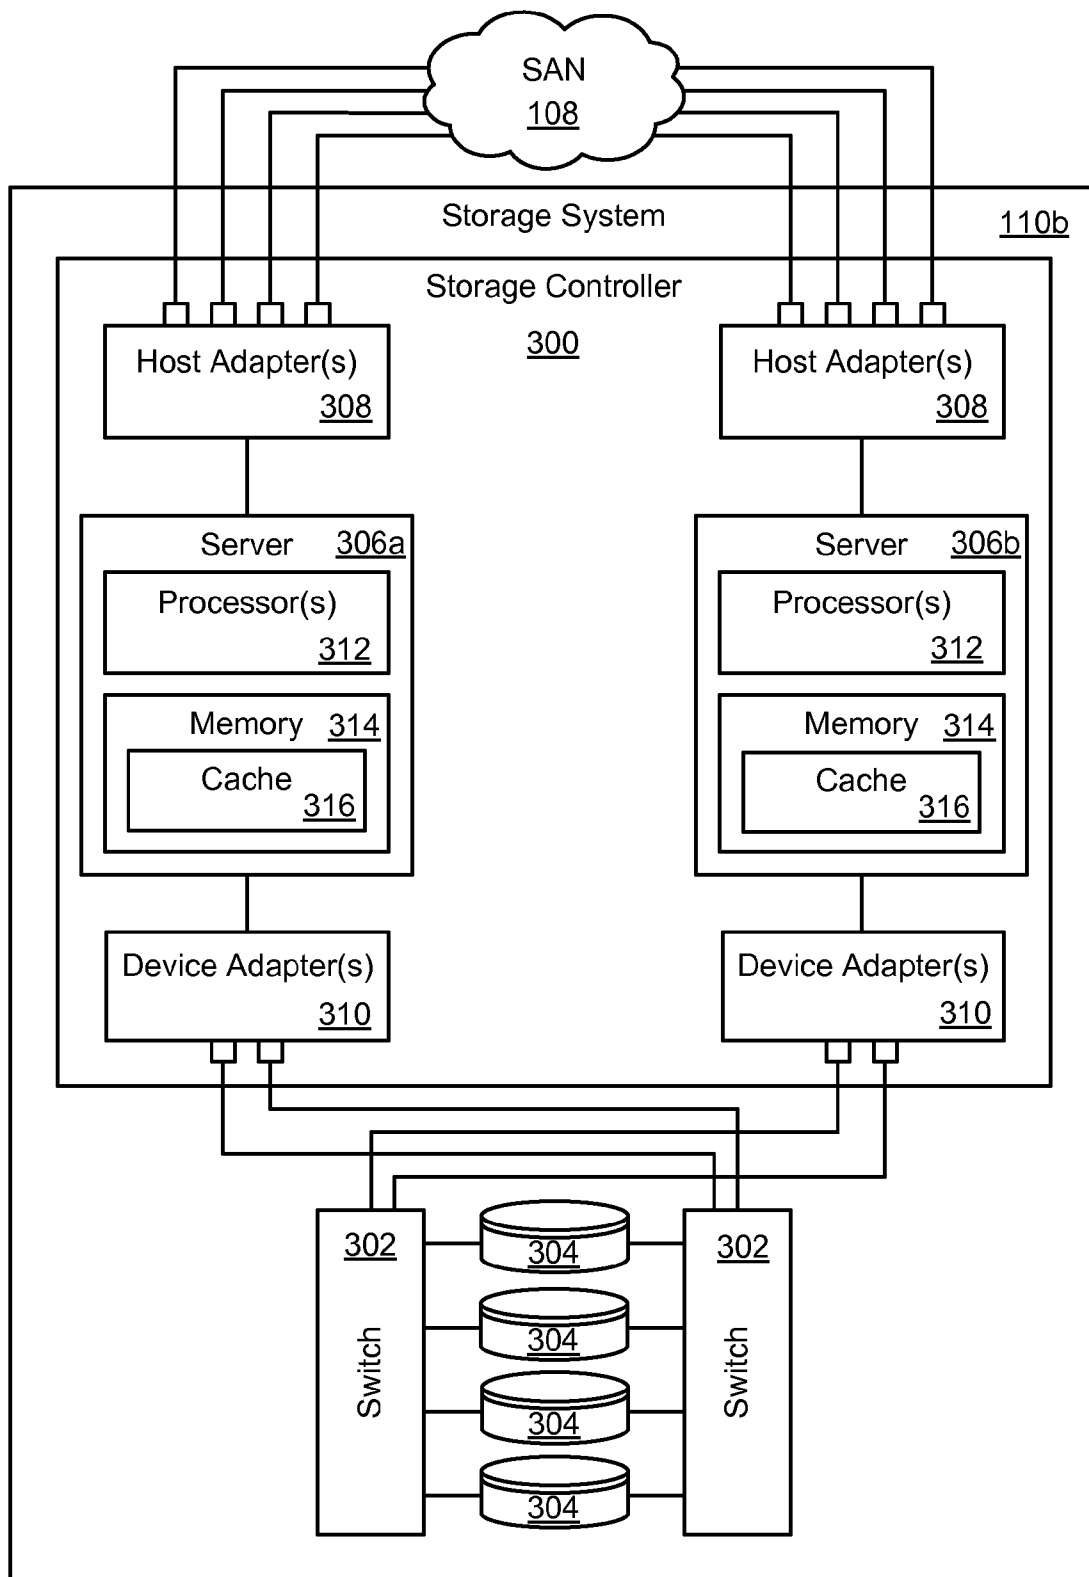 SAN
108
Storage System
110b
Storage Controller
300
Host Adapter(s)
308
Host Adapter(s)
308
Server 306a
Processor(s)
312
Memory 314
Cache
316
Server 306b
Processor(s)
312
Memory 314
Cache
316
Device Adapter(s)
310
Device Adapter(s)
310
302
Switch
304
304
304
304
302
Switch